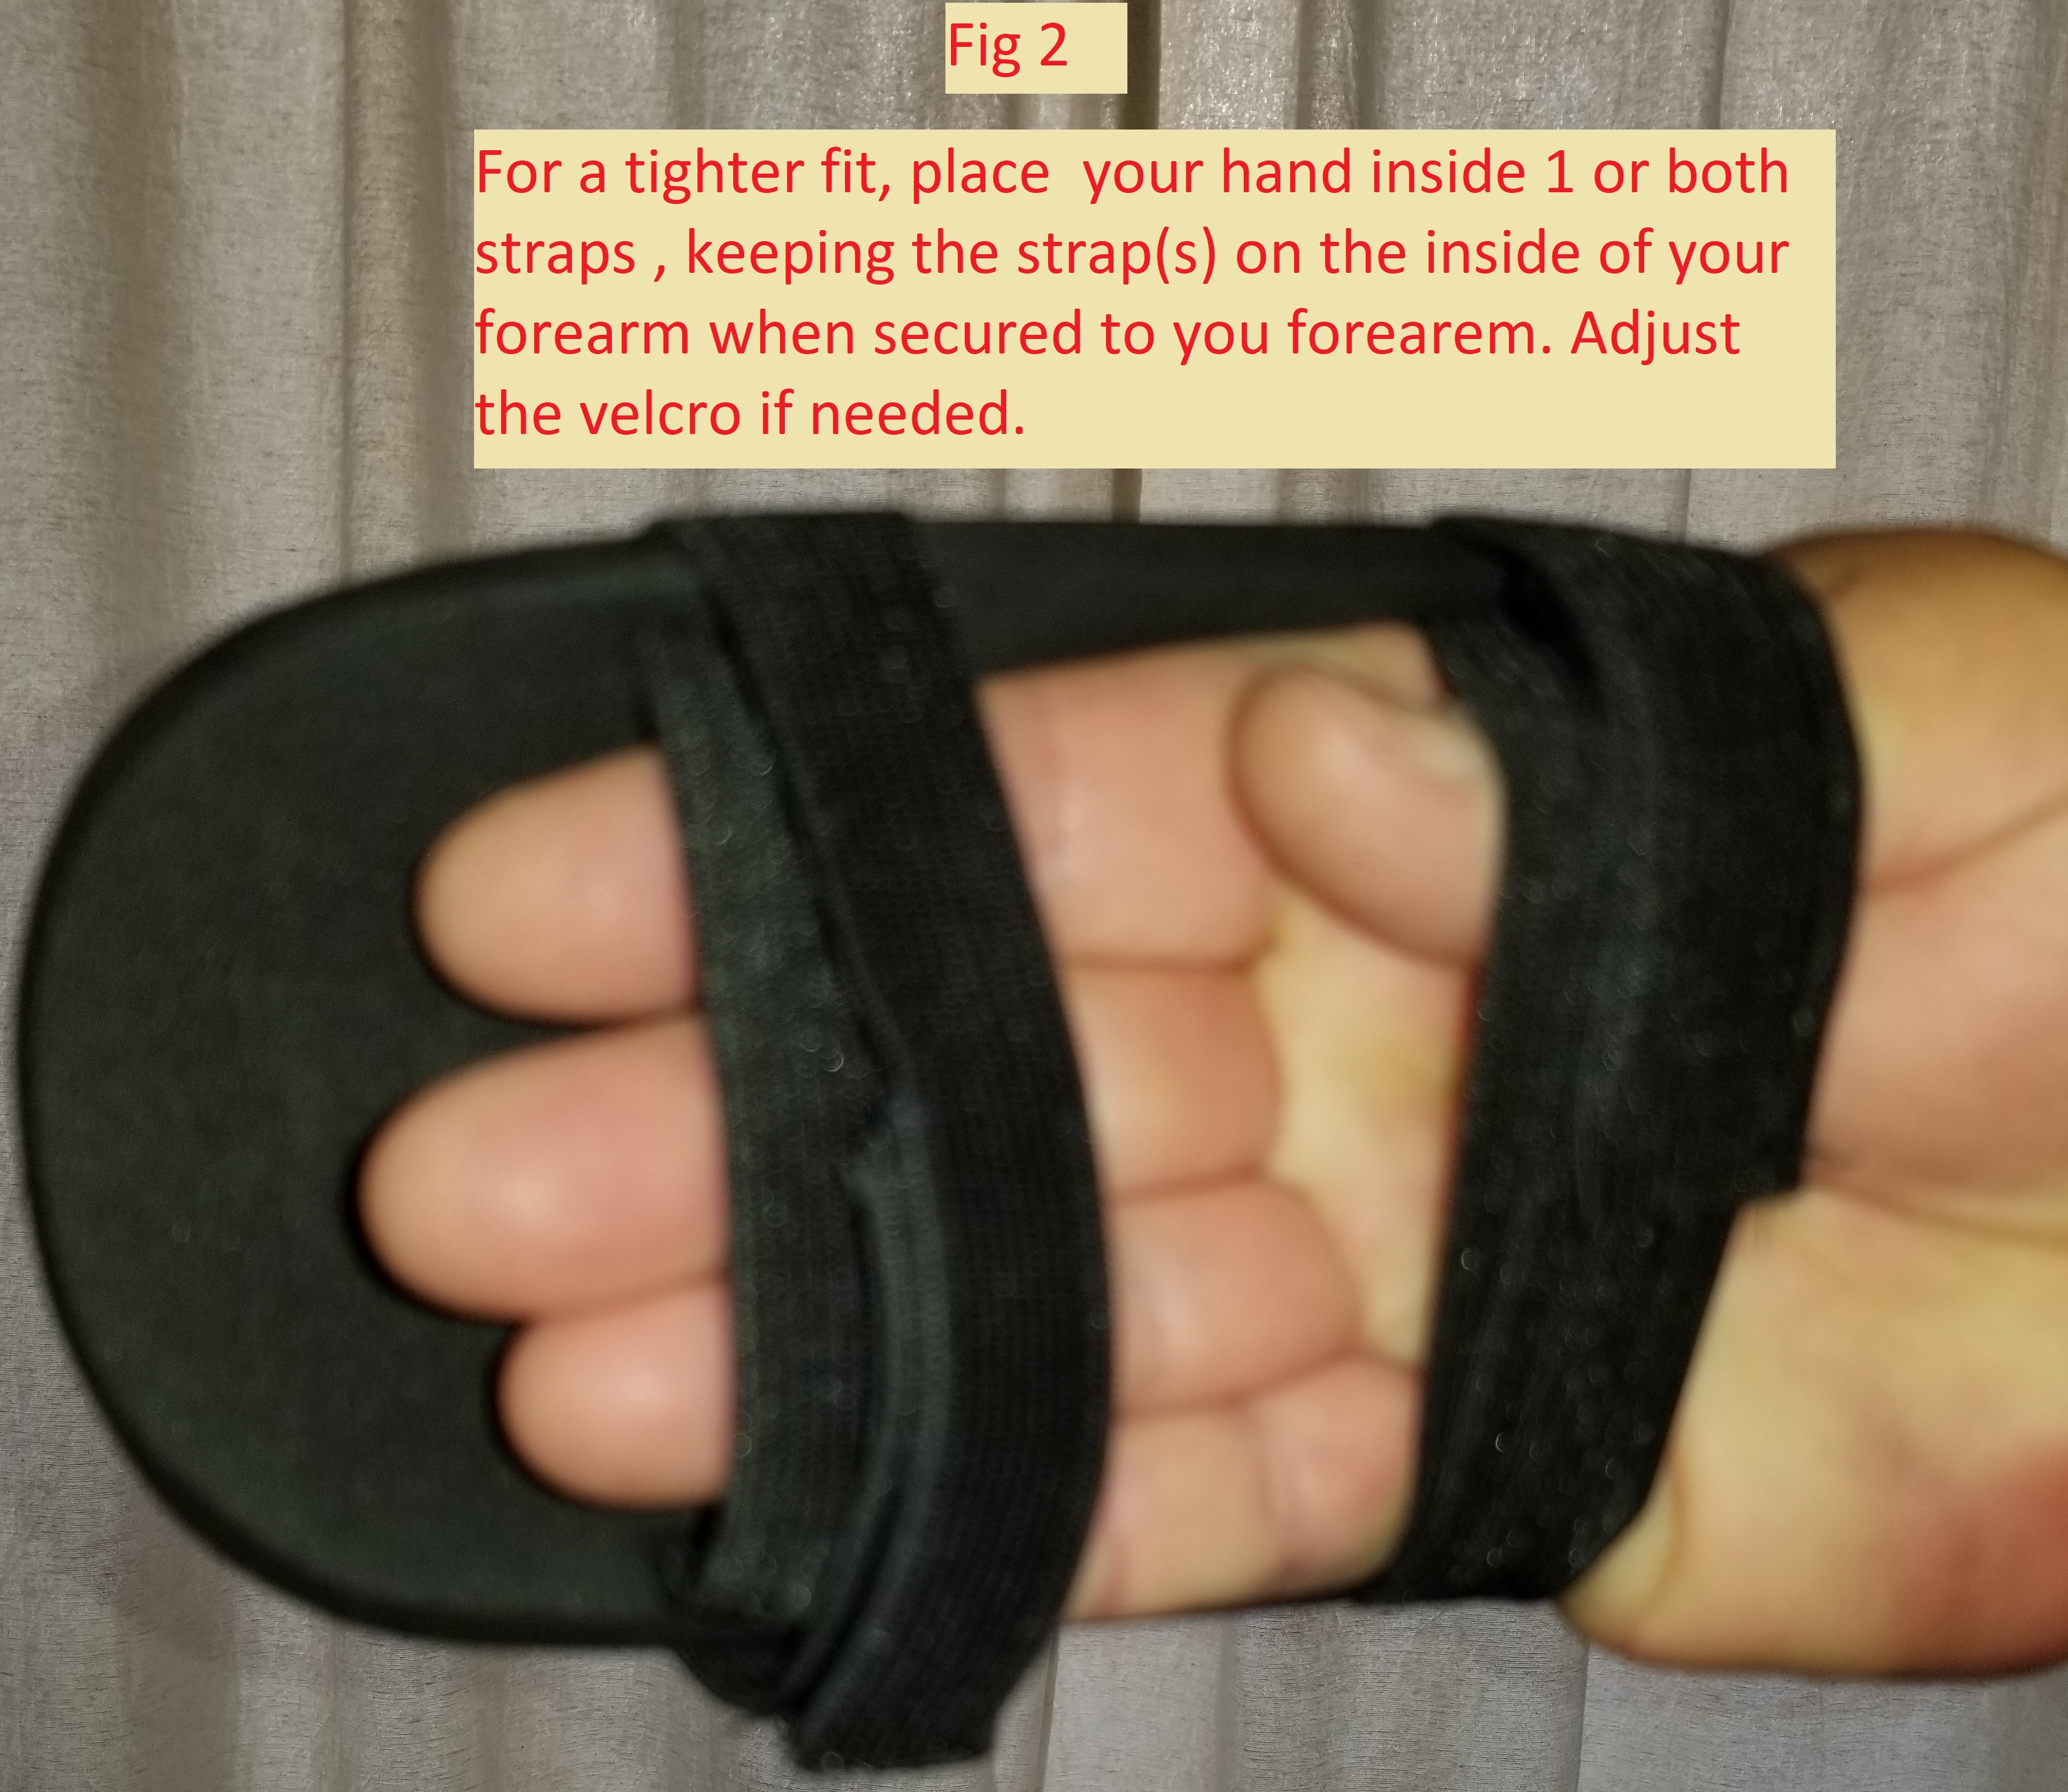 Fig 2
For a tighter fit, place  your hand inside 1 or both
straps , keeping the strap(s) on the inside of your
forearm when secured to you forearem. Adjust
the velcro if needed.